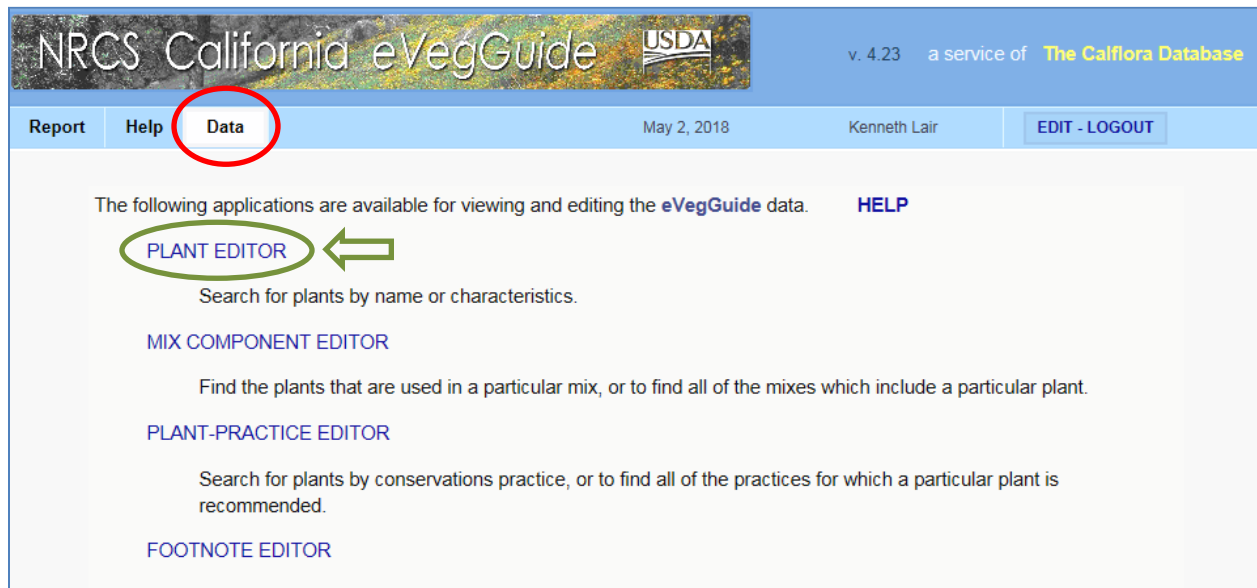 NRCS California eVegGuide USDA v. 4.23 a service of The Calflora Database
Report Help Data May 2, 2018 Kenneth Lair EDIT - LOGOUT
The following applications are available for viewing and editing the eVegGuide data. HELP
PLANT EDITOR
Search for plants by name or characteristics.
MIX COMPONENT EDITOR
Find the plants that are used in a particular mix, or to find all of the mixes which include a particular plant.
PLANT-PRACTICE EDITOR
Search for plants by conservations practice, or to find all of the practices for which a particular plant is
recommended.
FOOTNOTE EDITOR